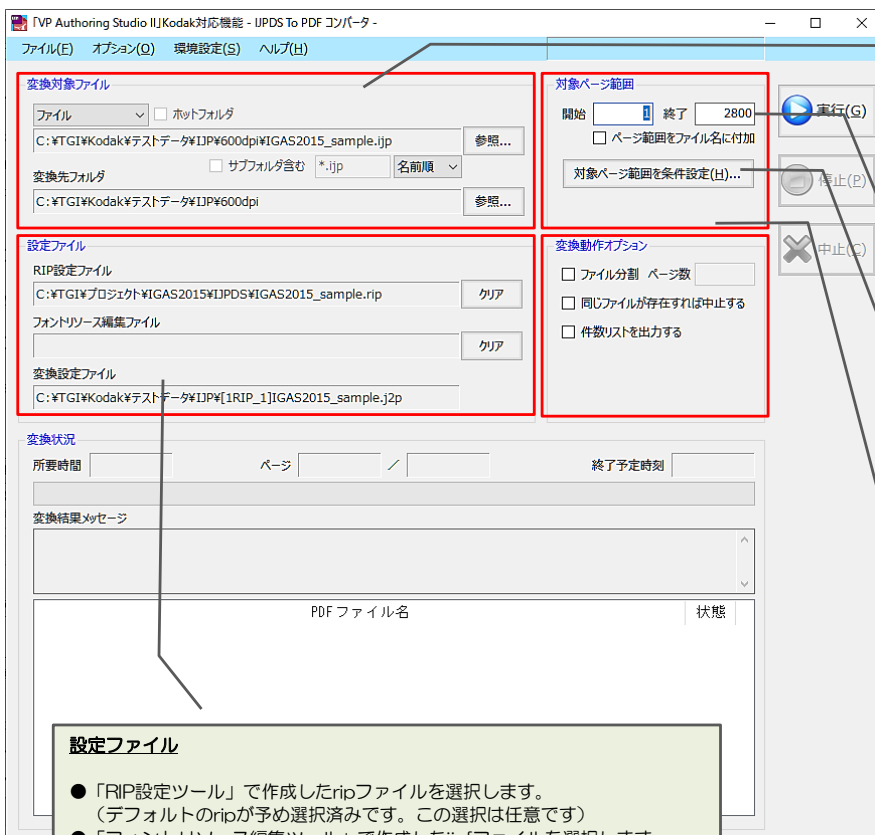 「VP Authoring Studio II」Kodak対応機能 - IJPDS To PDF コンバータ -
ファイル(F) オプション(O) 環境設定(S) ヘルプ(H)
変換対象ファイル
ファイル ホットフォルダ
C:¥TGI¥Kodak¥テストデータ¥IJP¥600dpi¥IGAS2015_sample.ijp 参照...
サブフォルダ含む *.ijp 名前順
変換先フォルダ
C:¥TGI¥Kodak¥テストデータ¥IJP¥600dpi 参照...
対象ページ範囲
開始 1 終了 2800
ページ範囲をファイル名に付加
対象ページ範囲を条件設定(H)...
実行(G)
停止(P)
中止(C)
設定ファイル
RIP設定ファイル
C:¥TGI¥プロジェクト¥IGAS2015¥IJPDS¥IGAS2015_sample.rip クリア
フォントリソース編集ファイル
クリア
変換設定ファイル
C:¥TGI¥Kodak¥テストデータ¥IJP¥[1RIP_1]IGAS2015_sample.j2p
変換動作オプション
ファイル分割 ページ数
同じファイルが存在すれば中止する
件数リストを出力する
変換状況
所要時間 ページ / 終了予定時刻
変換結果メッセージ
PDF ファイル名 状態
設定ファイル
●「RIP設定ツール」で作成したripファイルを選択します。
（デフォルトのripが予め選択済みです。この選択は任意です）